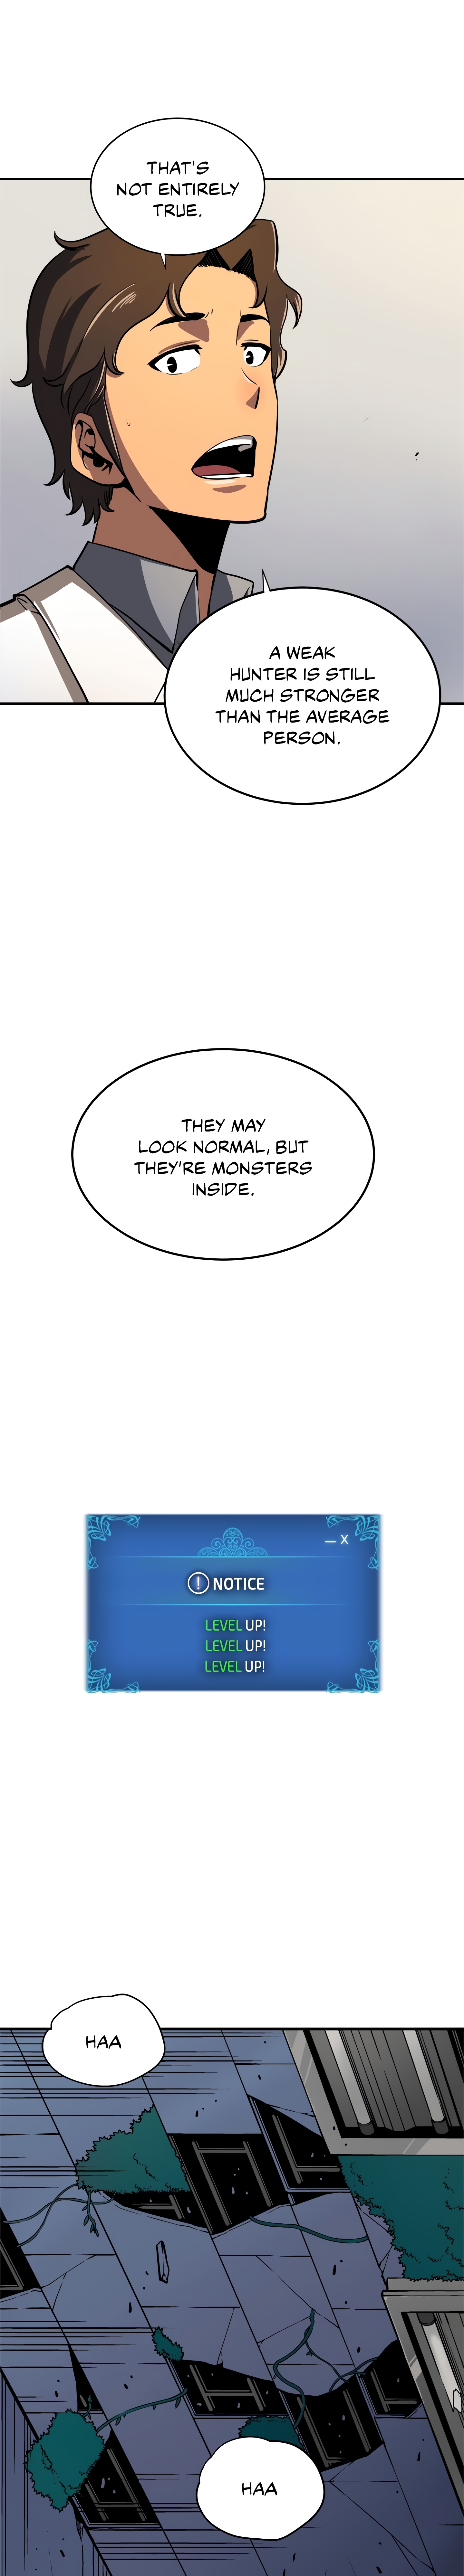 THAT'S
NOT ENTIRELY
TRUE.
A WEAK
HUNTER IS STILL
MUCH STRONGER
THAN THE AVERAGE
PERSON.
THEY MAY
LOOK NORMAL, BUT
THEY'RE MONSTERS
INSIDE.
— X
! NOTICE
LEVEL UP!
LEVEL UP!
LEVEL UP!
HAA
HAA